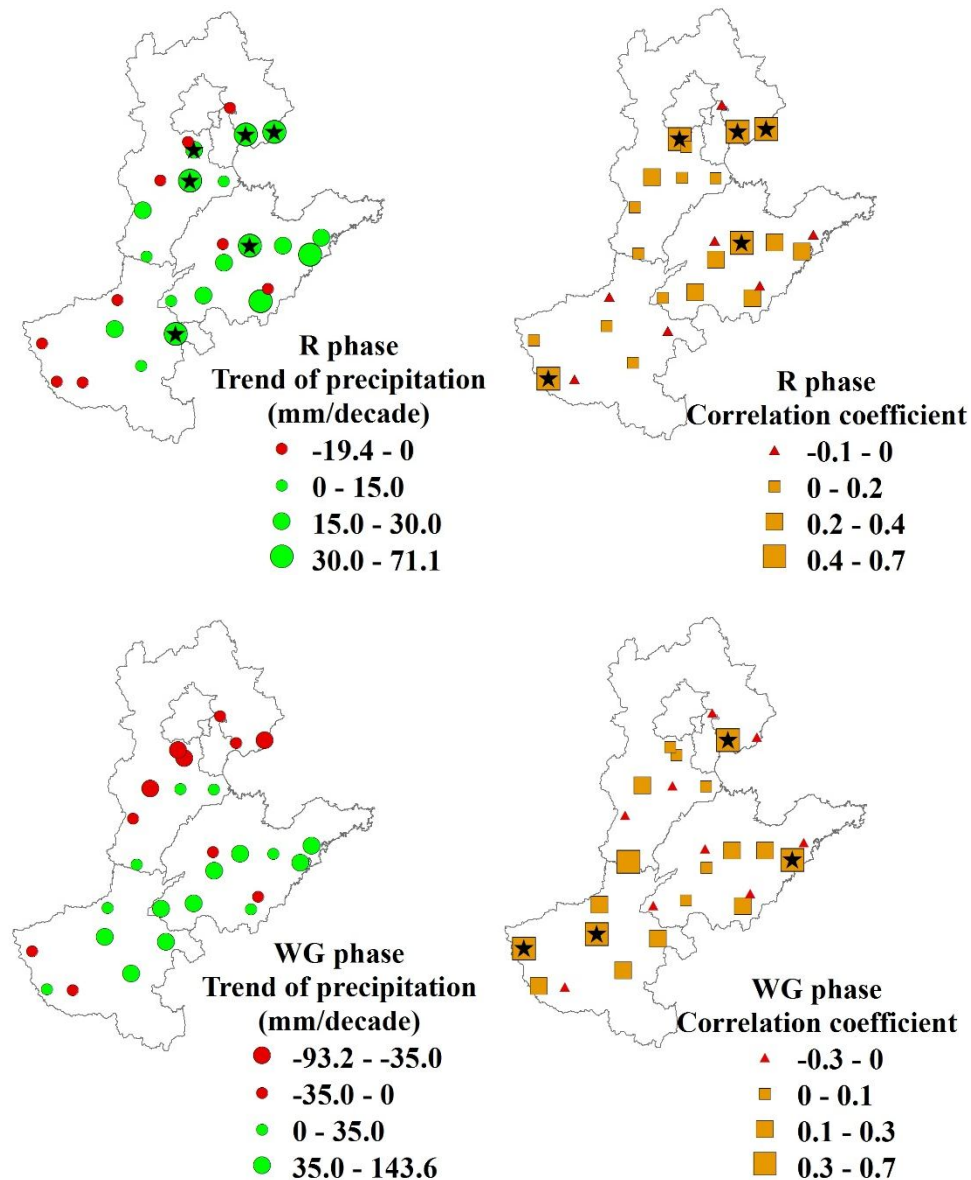 R phase
Trend of precipitation
(mm/decade)
-19.4 - 0
0 - 15.0
15.0 - 30.0
30.0 - 71.1
R phase
Correlation coefficient
-0.1 - 0
0 - 0.2
0.2 - 0.4
0.4 - 0.7
WG phase
Trend of precipitation
(mm/decade)
-93.2 - -35.0
-35.0 - 0
0 - 35.0
35.0 - 143.6
WG phase
Correlation coefficient
-0.3 - 0
0 - 0.1
0.1 - 0.3
0.3 - 0.7